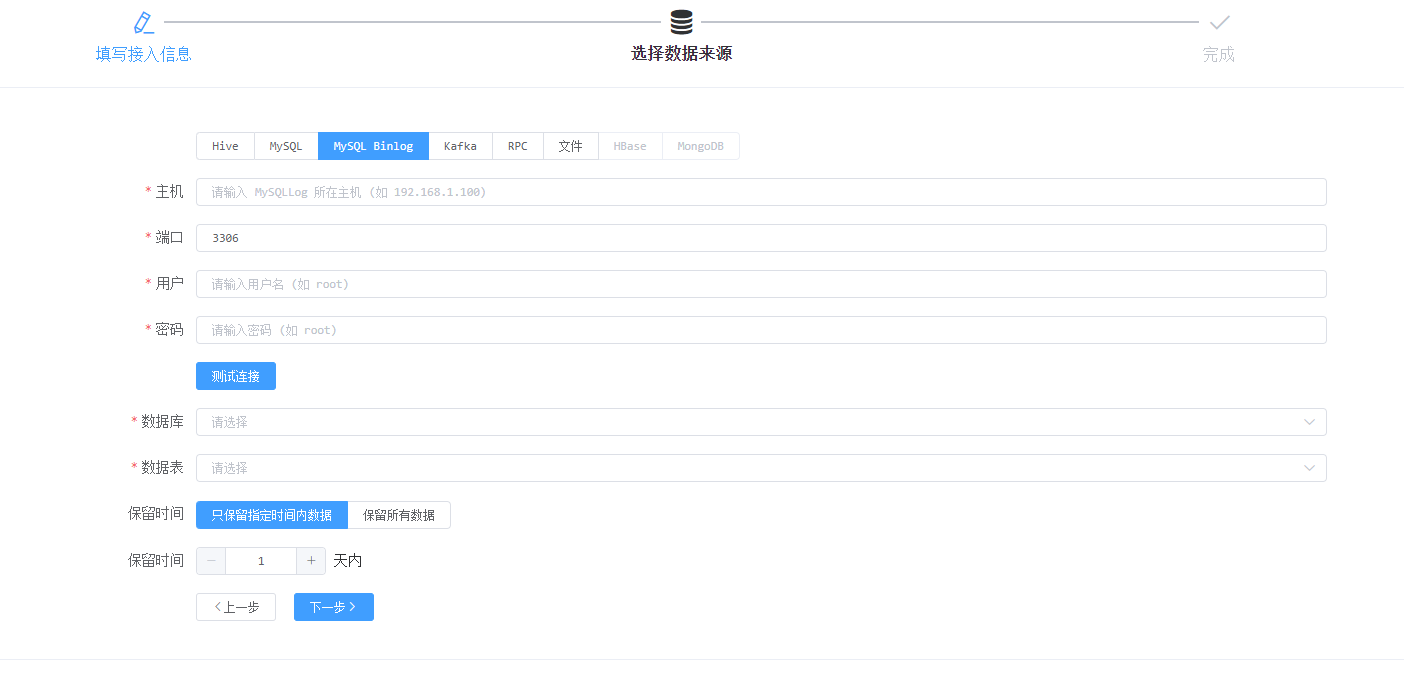 填写接入信息 选择数据来源 完成
Hive MySQL MySQL Binlog Kafka RPC 文件 HBase MongoDB
* 主机 请输入 MySQLLog 所在主机 (如 192.168.1.100)
* 端口 3306
* 用户 请输入用户名 (如 root)
* 密码 请输入密码 (如 root)
测试连接
* 数据库 请选择
* 数据表 请选择
保留时间 只保留指定时间内数据 保留所有数据
保留时间 − 1 + 天内
上一步 下一步